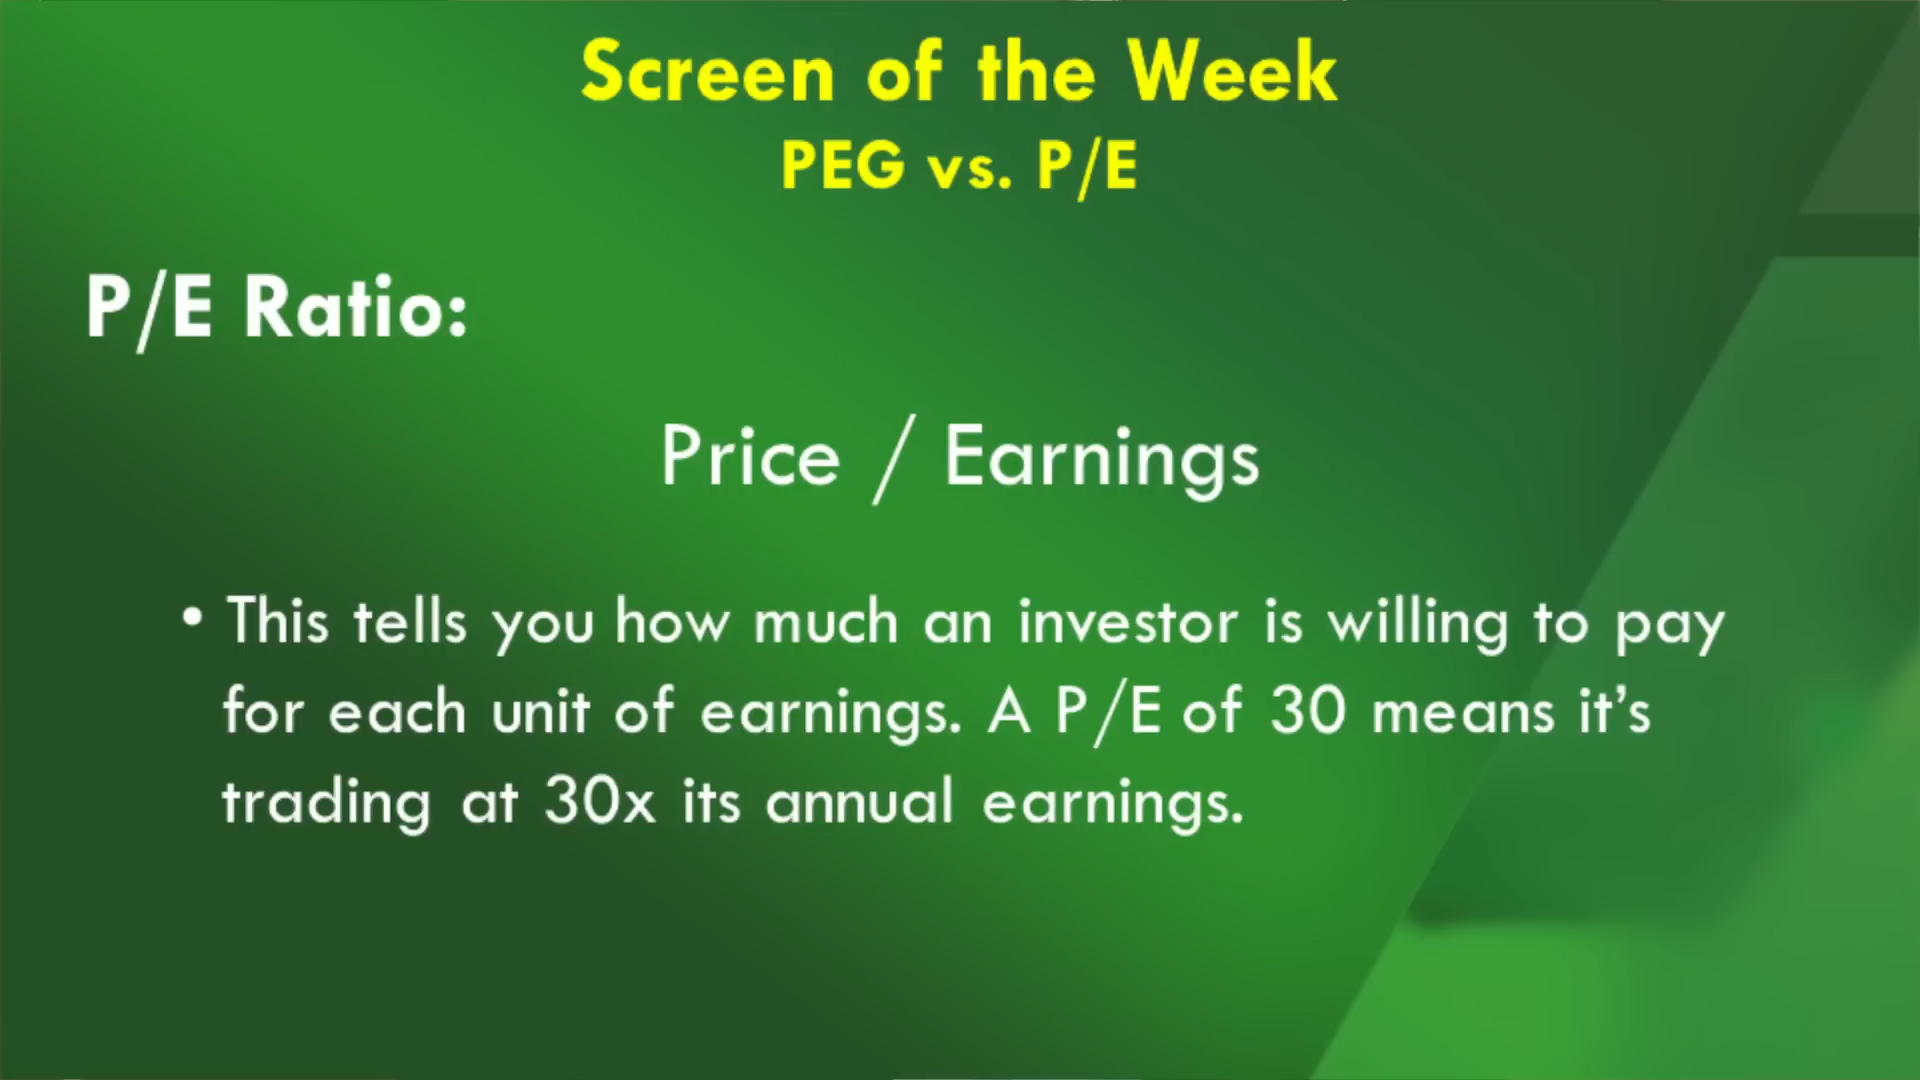 Screen of the Week
PEG vs. P/E
P/E Ratio:
Price / Earnings
• This tells you how much an investor is willing to pay
for each unit of earnings. A P/E of 30 means it’s
trading at 30x its annual earnings.